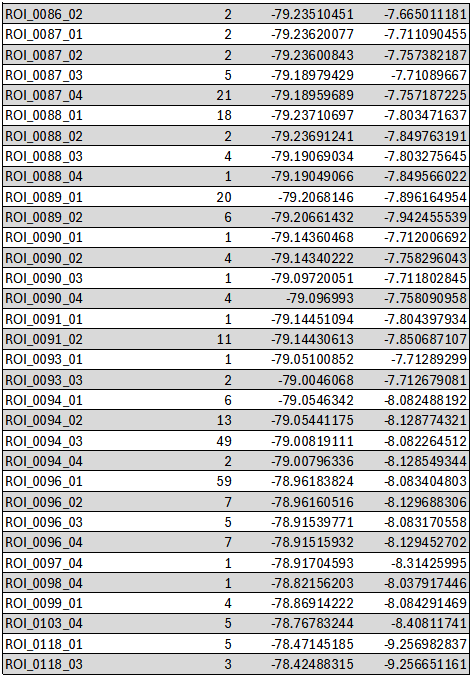 ROI_0086_02 2 -79.23510451 -7.665011181
ROI_0087_01 2 -79.23620077 -7.711090455
ROI_0087_02 2 -79.23600843 -7.757382187
ROI_0087_03 5 -79.18979429 -7.71089667
ROI_0087_04 21 -79.18959689 -7.757187225
ROI_0088_01 18 -79.23710697 -7.803471637
ROI_0088_02 2 -79.23691241 -7.849763191
ROI_0088_03 4 -79.19069034 -7.803275645
ROI_0088_04 1 -79.19049066 -7.849566022
ROI_0089_01 20 -79.2068146 -7.896164954
ROI_0089_02 6 -79.20661432 -7.942455539
ROI_0090_01 1 -79.14360468 -7.712006692
ROI_0090_02 4 -79.14340222 -7.758296043
ROI_0090_03 1 -79.09720051 -7.711802845
ROI_0090_04 4 -79.096993 -7.758090958
ROI_0091_01 1 -79.14451094 -7.804397934
ROI_0091_02 11 -79.14430613 -7.850687107
ROI_0093_01 1 -79.05100852 -7.71289299
ROI_0093_03 2 -79.0046068 -7.712679081
ROI_0094_01 6 -79.0546342 -8.082488192
ROI_0094_02 13 -79.05441175 -8.128774321
ROI_0094_03 49 -79.00819111 -8.082264512
ROI_0094_04 2 -79.00796336 -8.128549344
ROI_0096_01 59 -78.96183824 -8.083404803
ROI_0096_02 7 -78.96160516 -8.129688306
ROI_0096_03 5 -78.91539771 -8.083170558
ROI_0096_04 7 -78.91515932 -8.129452702
ROI_0097_04 1 -78.91704593 -8.31425995
ROI_0098_04 1 -78.82156203 -8.037917446
ROI_0099_01 4 -78.86914222 -8.084291469
ROI_0103_04 5 -78.76783244 -8.40811741
ROI_0118_01 5 -78.47145185 -9.256982837
ROI_0118_03 3 -78.42488315 -9.256651161